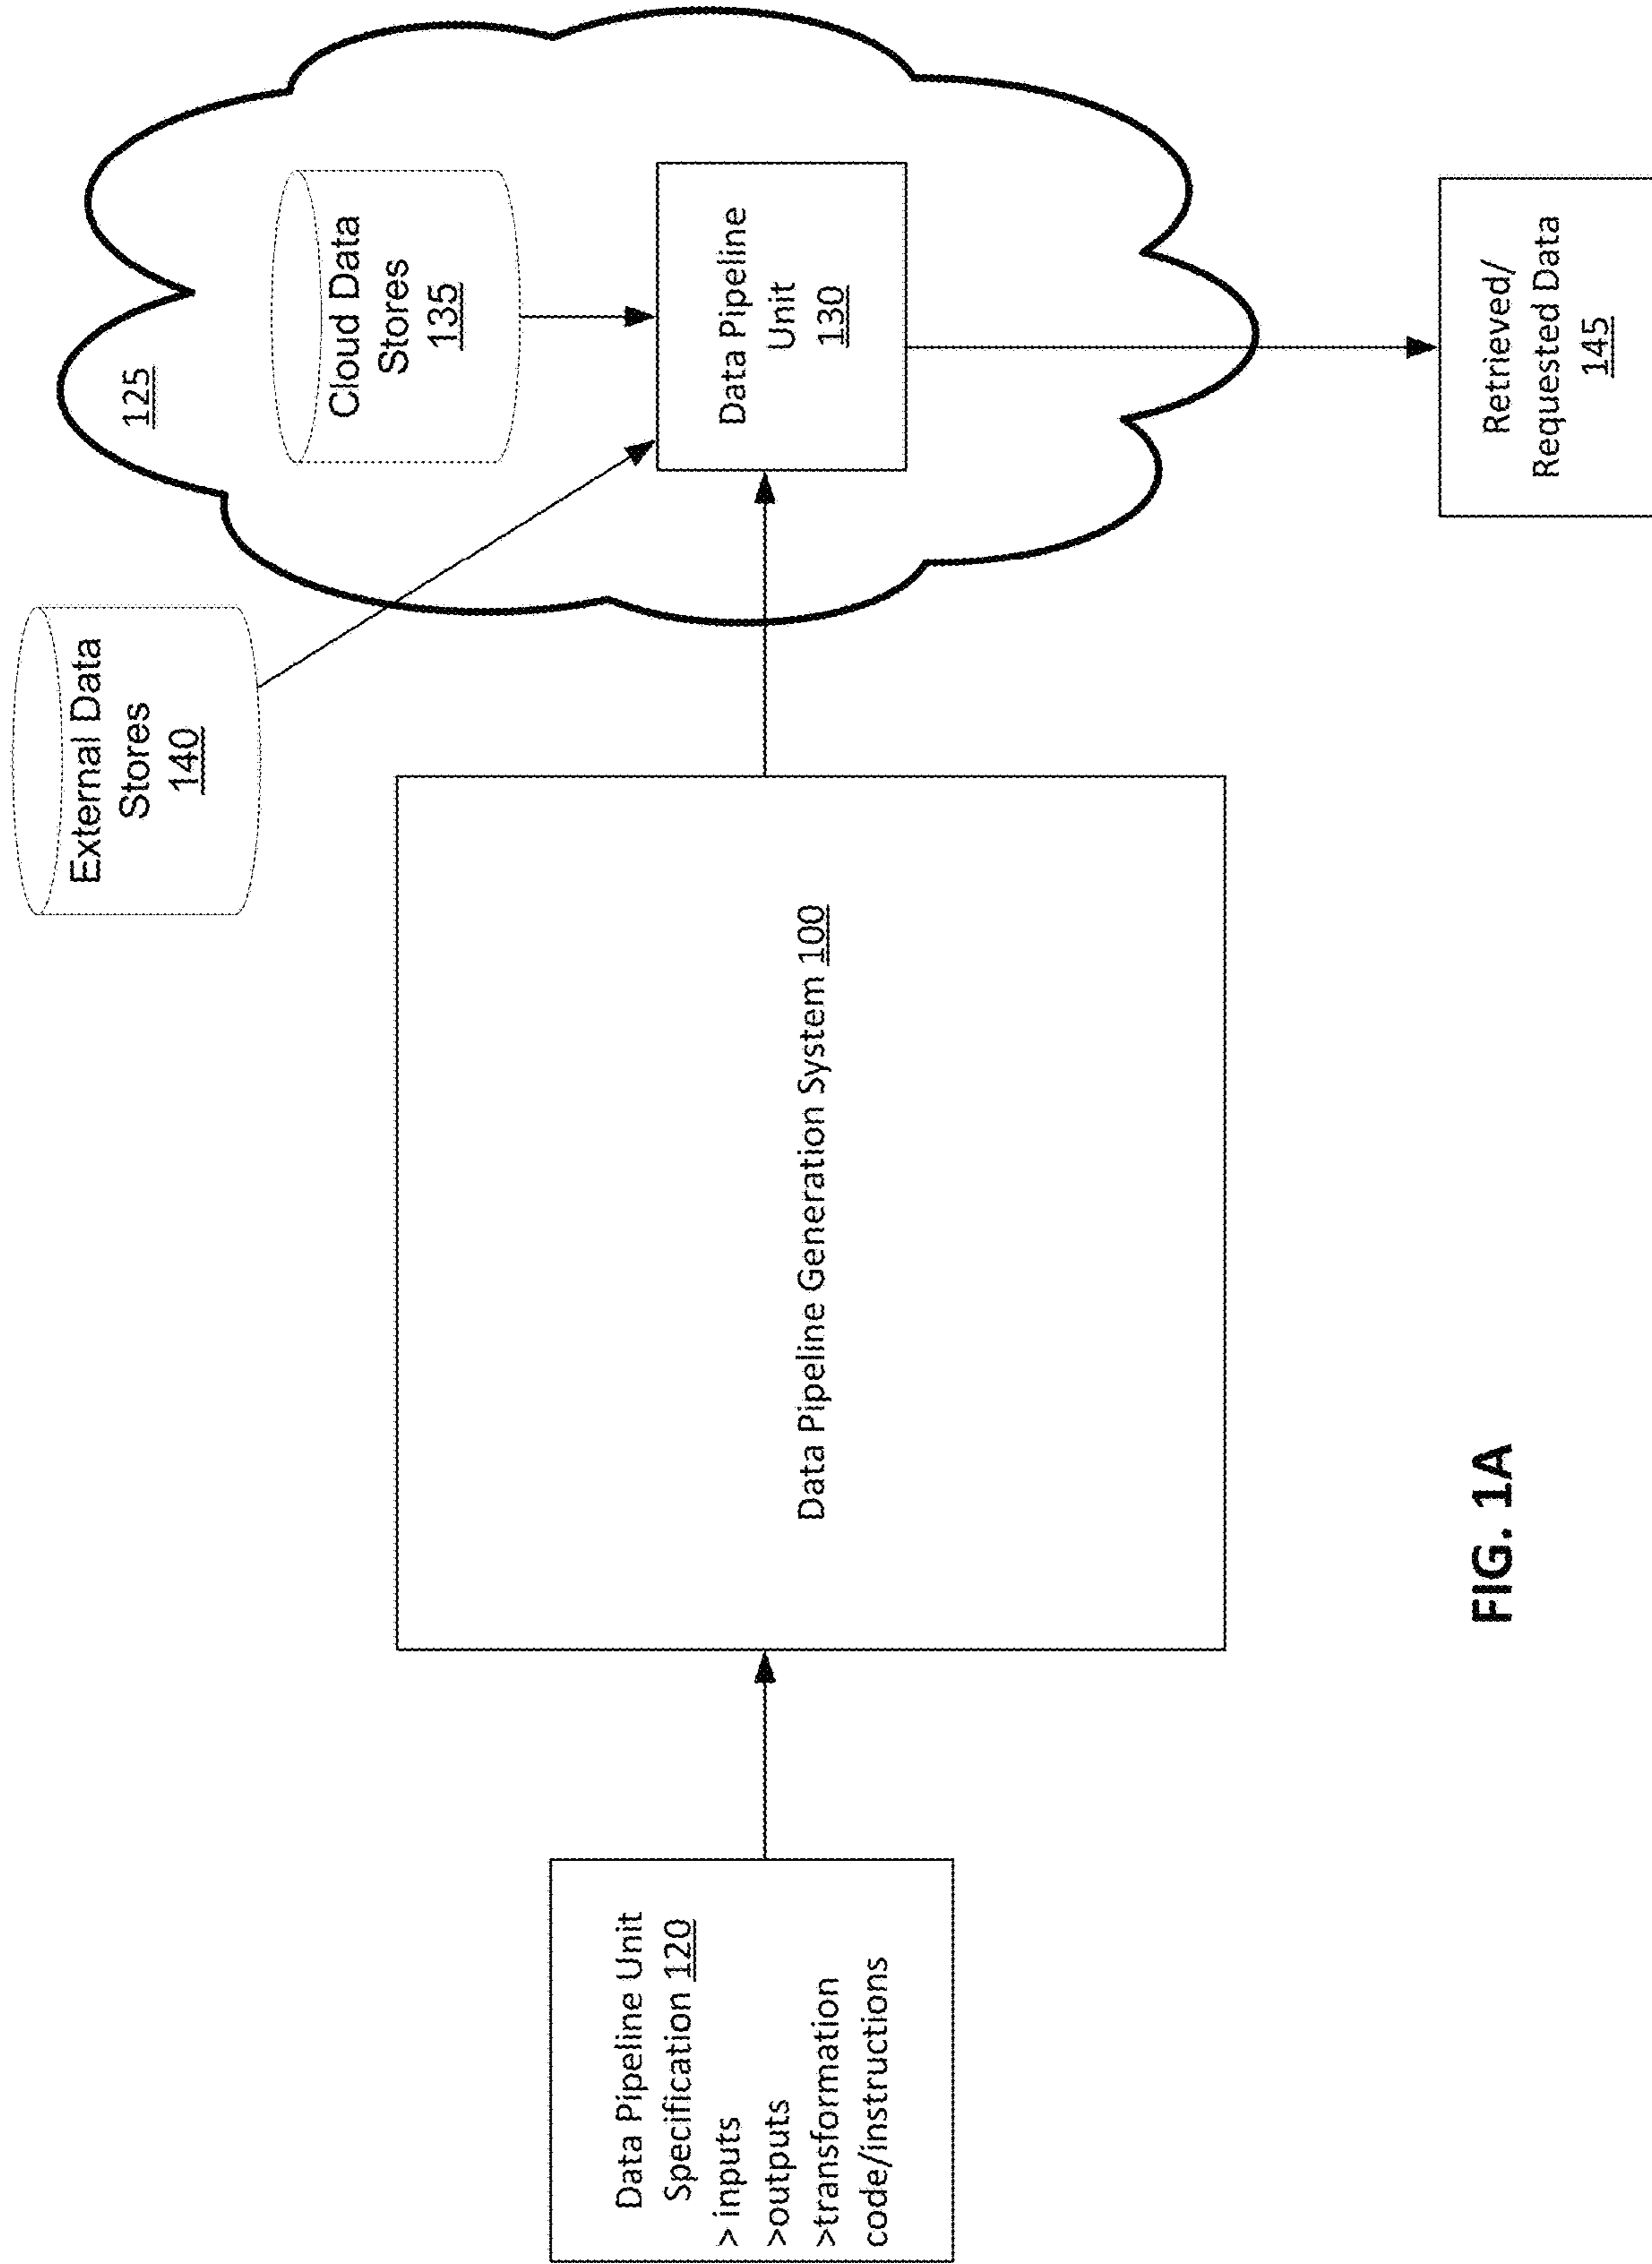 External Data
Stores
140
125
Cloud Data
Stores
135
Data Pipeline Unit
Specification 120
> inputs
>outputs
>transformation
code/instructions
Data Pipeline Generation System 100
Data Pipeline
Unit
130
Retrieved/
Requested Data
145
FIG. 1A